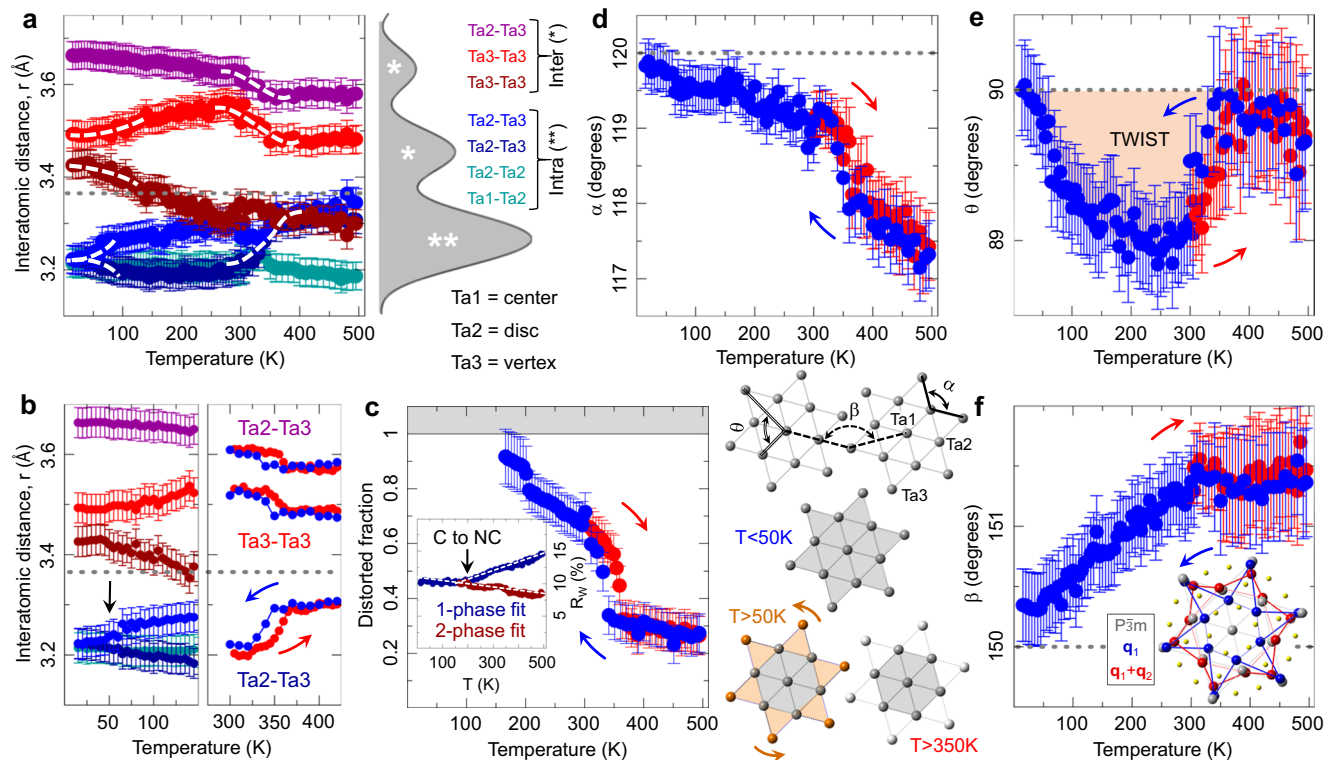 a
Interatomic distance, r (Å)
3.6
3.4
3.2
0 100 200 300 400 500
Temperature (K)
*
*
**
Ta2-Ta3
Ta3-Ta3
Ta3-Ta3
Inter (*)
Ta2-Ta3
Ta2-Ta3
Ta2-Ta2
Ta1-Ta2
Intra (**)
Ta1 = center
Ta2 = disc
Ta3 = vertex
d
α (degrees)
120
119
118
117
100 200 300 400 500
Temperature (K)
e
θ (degrees)
90
89
TWIST
100 200 300 400 500
Temperature (K)
b
Interatomic distance, r (Å)
3.6
3.4
3.2
Ta2-Ta3
Ta3-Ta3
Ta2-Ta3
50 100
300 350 400
Temperature (K)
c
Distorted fraction
1
0.8
0.6
0.4
0.2
C to NC
1-phase fit
2-phase fit
R_W (%)
15
10
5
0 100 200 300 400 500
T (K)
0 100 200 300 400 500
Temperature (K)
θ
β
α
Ta1
Ta2
Ta3
T<50K
T>50K
T>350K
f
β (degrees)
151
150
P3̄m
q₁
q₁+q₂
100 200 300 400 500
Temperature (K)